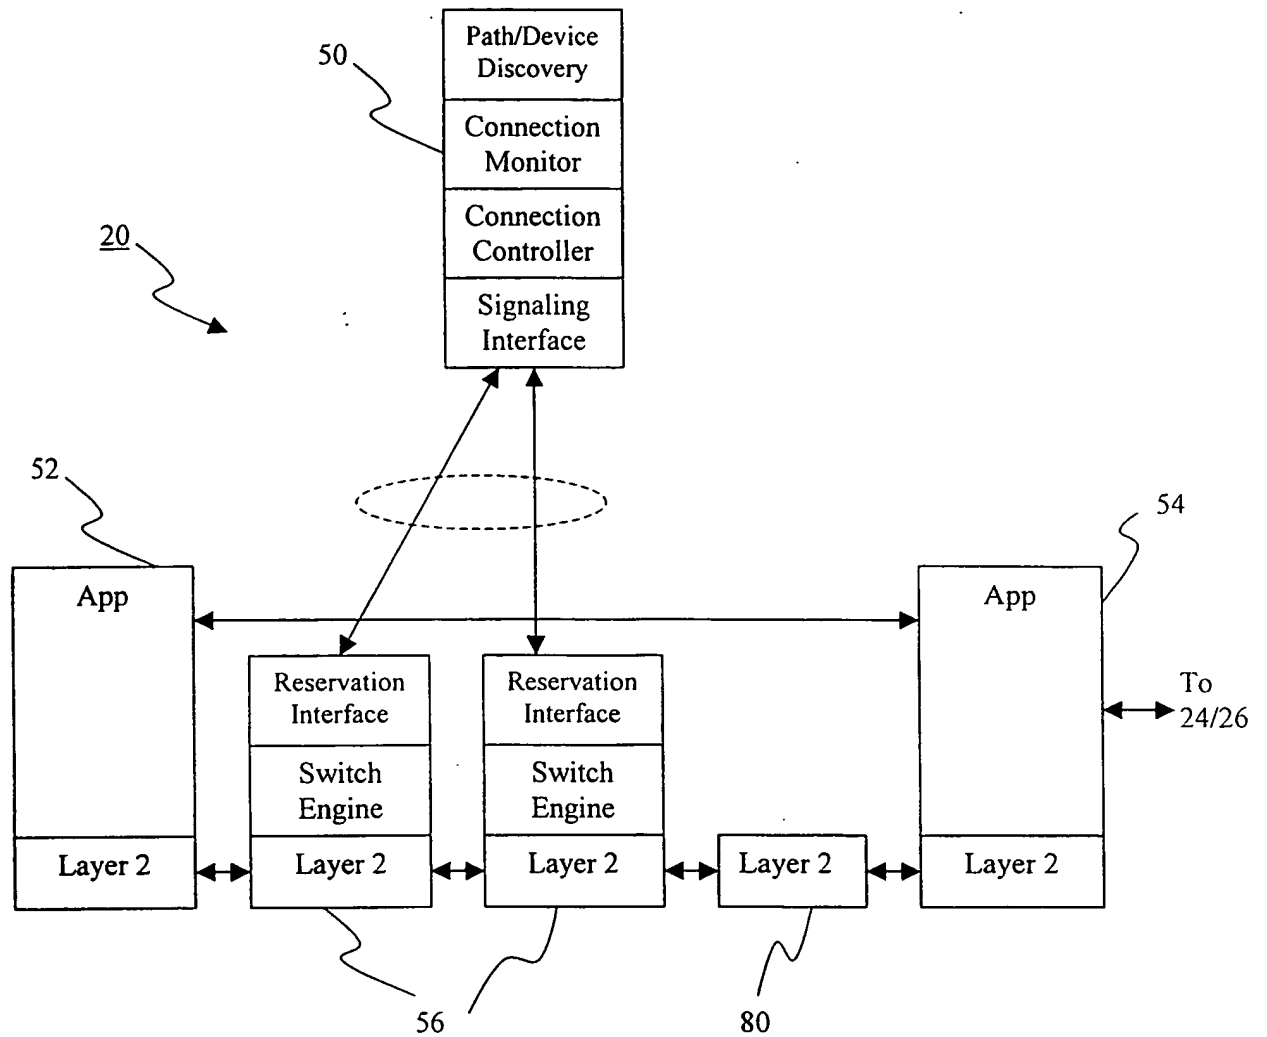 Path/Device
Discovery
50
Connection
Monitor
Connection
Controller
20
Signaling
Interface
52
54
App
App
Reservation
Interface
Reservation
Interface
To
24/26
Switch
Engine
Switch
Engine
Layer 2
Layer 2
Layer 2
Layer 2
Layer 2
56
80